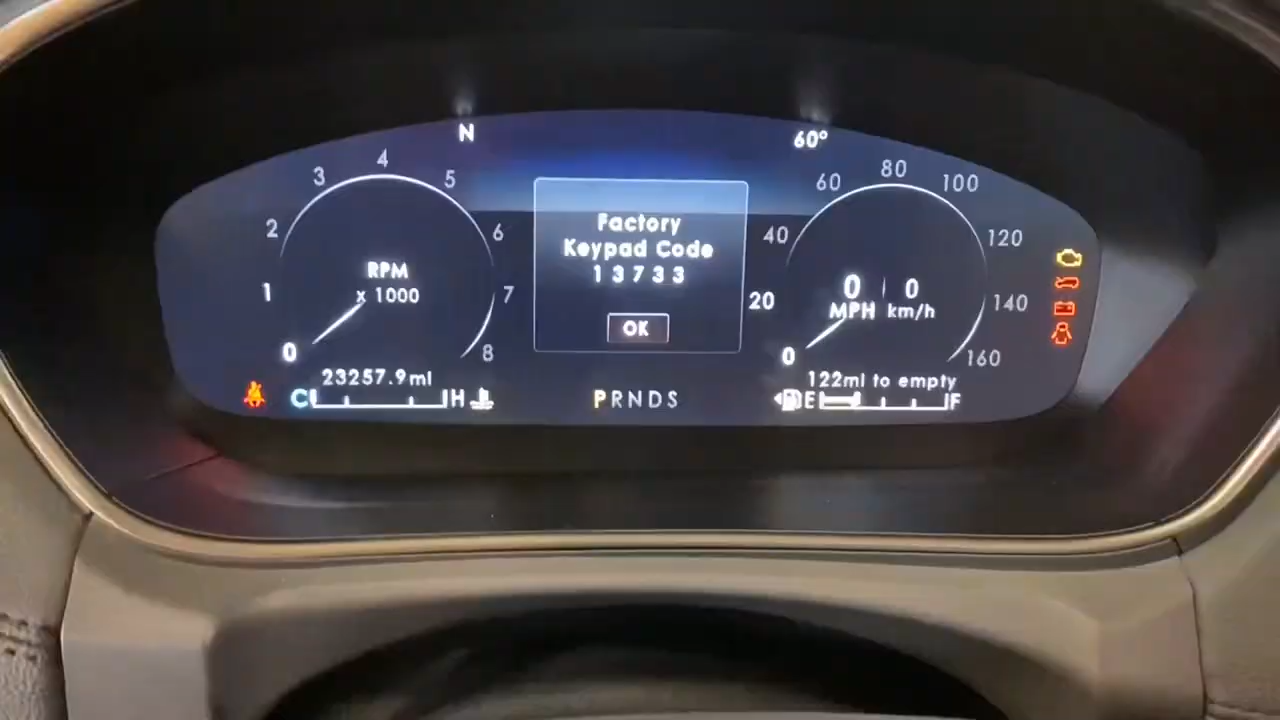 N
60°
1 2 3 4 5 6 7 8
0
RPM
x 1000
Factory
Keypad Code
1 3 7 3 3
OK
20 40 60 80 100 120 140 160
0
0 0
MPH km/h
23257.9mi
C H
PRNDS
122mi to empty
E F